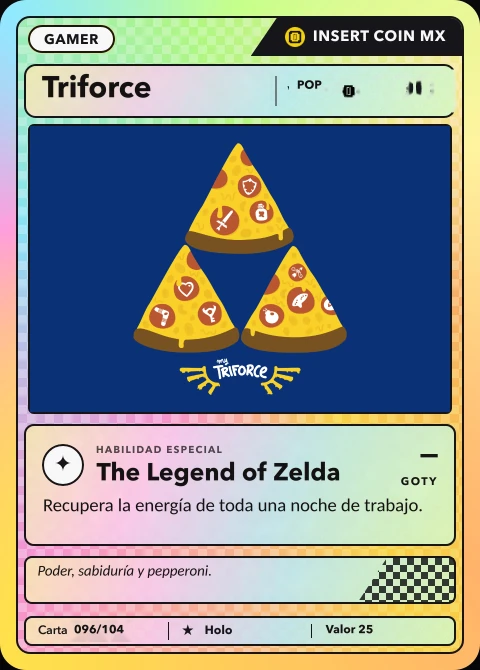 GAMER
INSERT COIN MX
Triforce
POP
my
TRIFORCE
HABILIDAD ESPECIAL
The Legend of Zelda
GOTY
Recupera la energía de toda una noche de trabajo.
Poder, sabiduría y pepperoni.
Carta 096/104 ★ Holo Valor 25